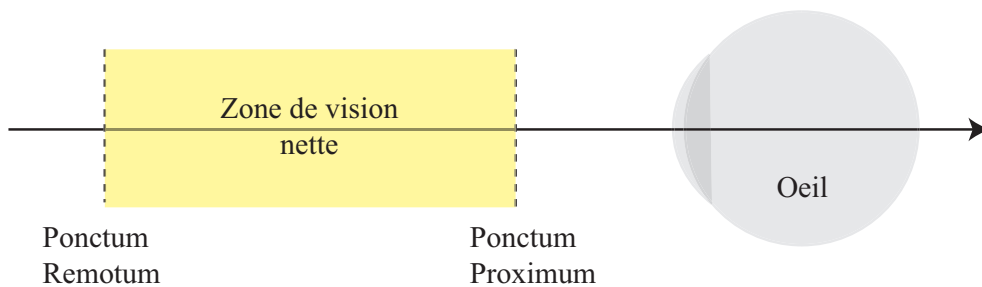 Zone de vision
nette
Oeil
Ponctum
Remotum
Ponctum
Proximum